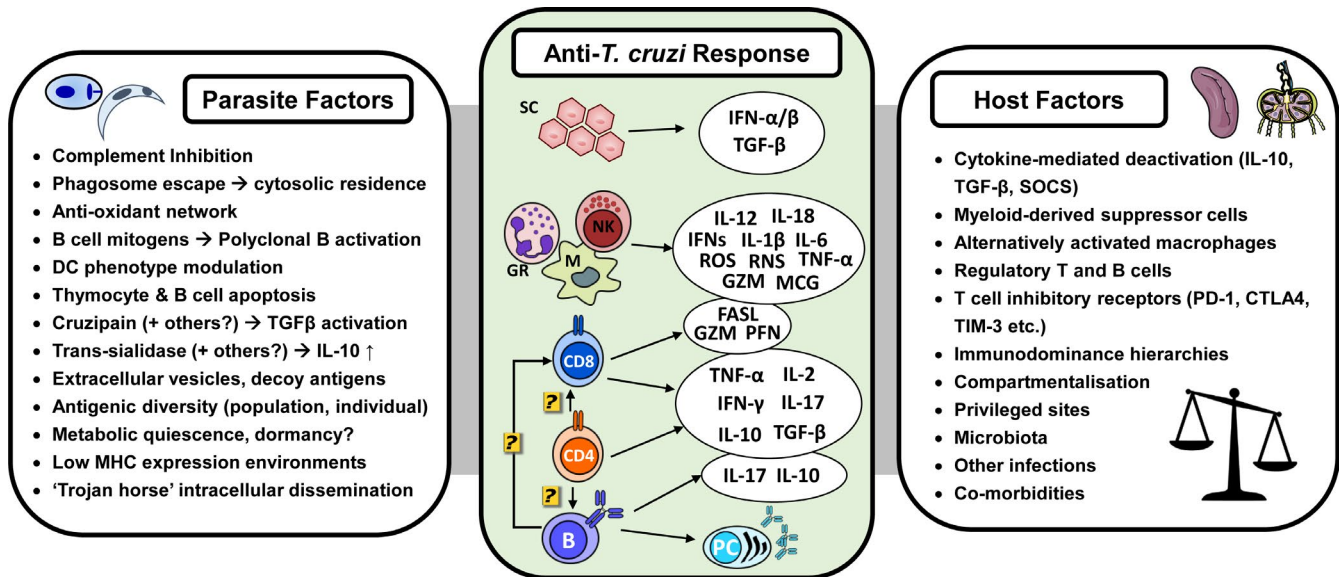 Parasite Factors
• Complement Inhibition
• Phagosome escape → cytosolic residence
• Anti-oxidant network
• B cell mitogens → Polyclonal B activation
• DC phenotype modulation
• Thymocyte & B cell apoptosis
• Cruzipain (+ others?) → TGFβ activation
• Trans-sialidase (+ others?) → IL-10 ↑
• Extracellular vesicles, decoy antigens
• Antigenic diversity (population, individual)
• Metabolic quiescence, dormancy?
• Low MHC expression environments
• ‘Trojan horse’ intracellular dissemination
Anti-T. cruzi Response
SC
IFN-α/β
TGF-β
NK
GR
M
IL-12 IL-18
IFNs IL-1β IL-6
ROS RNS TNF-α
GZM MCG
FASL
GZM PFN
CD8
TNF-α IL-2
IFN-γ IL-17
IL-10 TGF-β
?
?
CD4
?
IL-17 IL-10
B
PC
Host Factors
• Cytokine-mediated deactivation (IL-10,
TGF-β, SOCS)
• Myeloid-derived suppressor cells
• Alternatively activated macrophages
• Regulatory T and B cells
• T cell inhibitory receptors (PD-1, CTLA4,
TIM-3 etc.)
• Immunodominance hierarchies
• Compartmentalisation
• Privileged sites
• Microbiota
• Other infections
• Co-morbidities